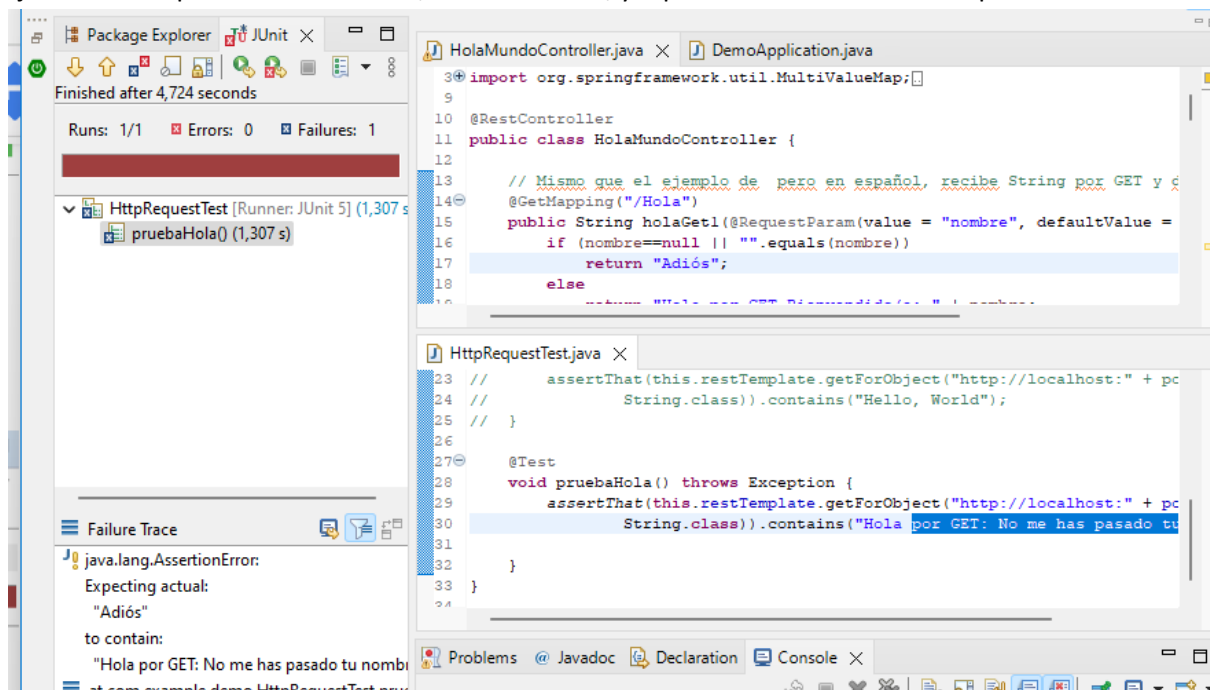 Package Explorer JUnit
Finished after 4,724 seconds
Runs: 1/1 Errors: 0 Failures: 1
HttpRequestTest [Runner: JUnit 5] (1,307 s
pruebaHola() (1,307 s)
Failure Trace
java.lang.AssertionError:
Expecting actual:
"Adiós"
to contain:
"Hola por GET: No me has pasado tu nomb
HolaMundoController.java DemoApplication.java
3 import org.springframework.util.MultiValueMap;
9
10 @RestController
11 public class HolaMundoController {
12
13 // Mismo que el ejemplo de  pero en español, recibe String por GET y d
14 @GetMapping("/Hola")
15 public String holaGet1(@RequestParam(value = "nombre", defaultValue =
16 if (nombre==null || "".equals(nombre))
17 return "Adiós";
18 else
HttpRequestTest.java
23 // assertThat(this.restTemplate.getForObject("http://localhost:" + po
24 // String.class)).contains("Hello, World");
25 // }
26
27 @Test
28 void pruebaHola() throws Exception {
29 assertThat(this.restTemplate.getForObject("http://localhost:" + po
30 String.class)).contains("Hola por GET: No me has pasado tu
31
32 }
33 }
34
Problems @ Javadoc Declaration Console